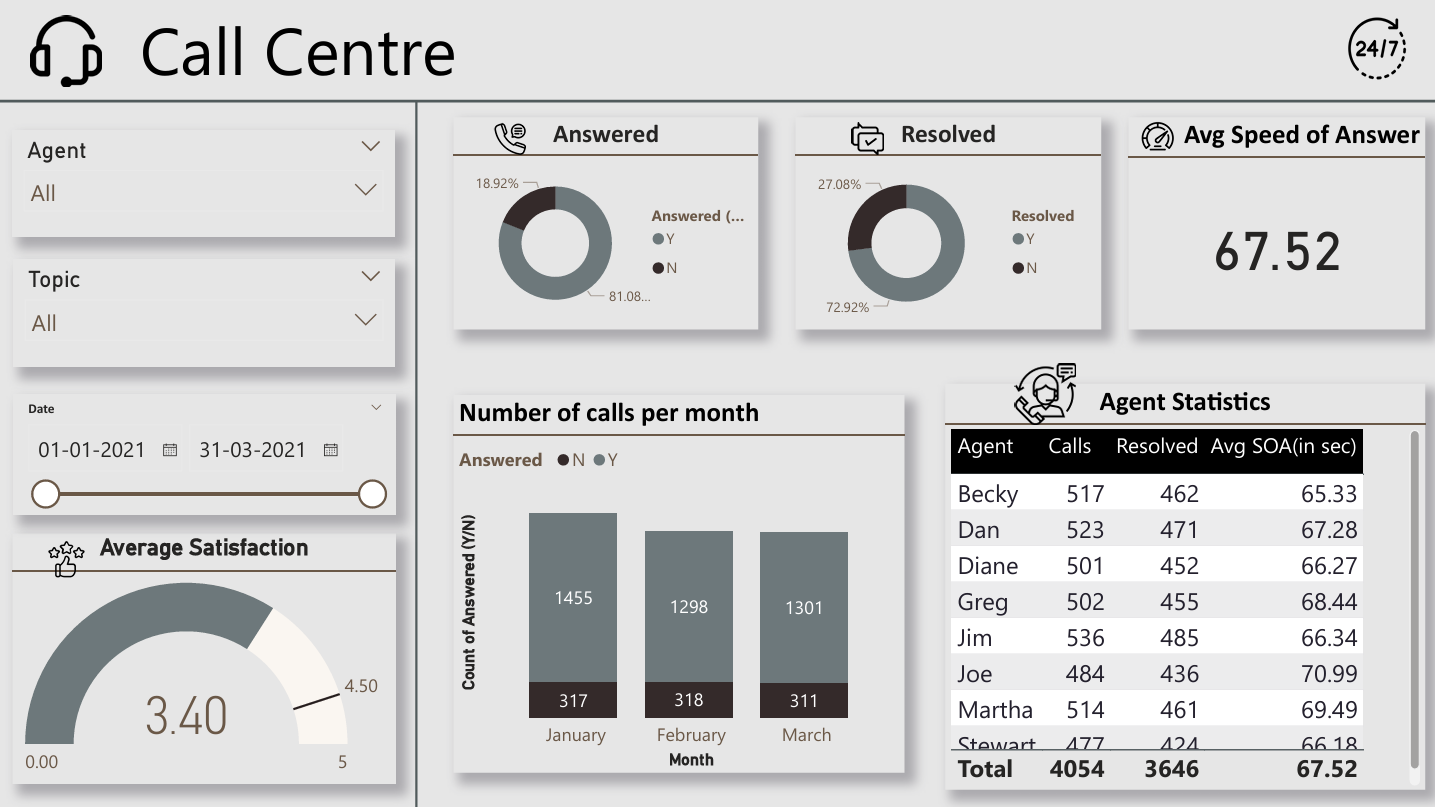 Call Centre
24/7
Agent
All
Topic
All
Date
01-01-2021 31-03-2021
Average Satisfaction
4.50
3.40
0.00 5
Answered
18.92%
Answered (...
Y
N
81.08...
Resolved
27.08%
Resolved
Y
N
72.92%
Avg Speed of Answer
67.52
Number of calls per month
Answered N Y
Count of Answered (Y/N)
1455 1298 1301
317 318 311
January February March
Month
Agent Statistics
Agent Calls Resolved Avg SOA(in sec)
Becky 517 462 65.33
Dan 523 471 67.28
Diane 501 452 66.27
Greg 502 455 68.44
Jim 536 485 66.34
Joe 484 436 70.99
Martha 514 461 69.49
Stewart 477 424 66.18
Total 4054 3646 67.52